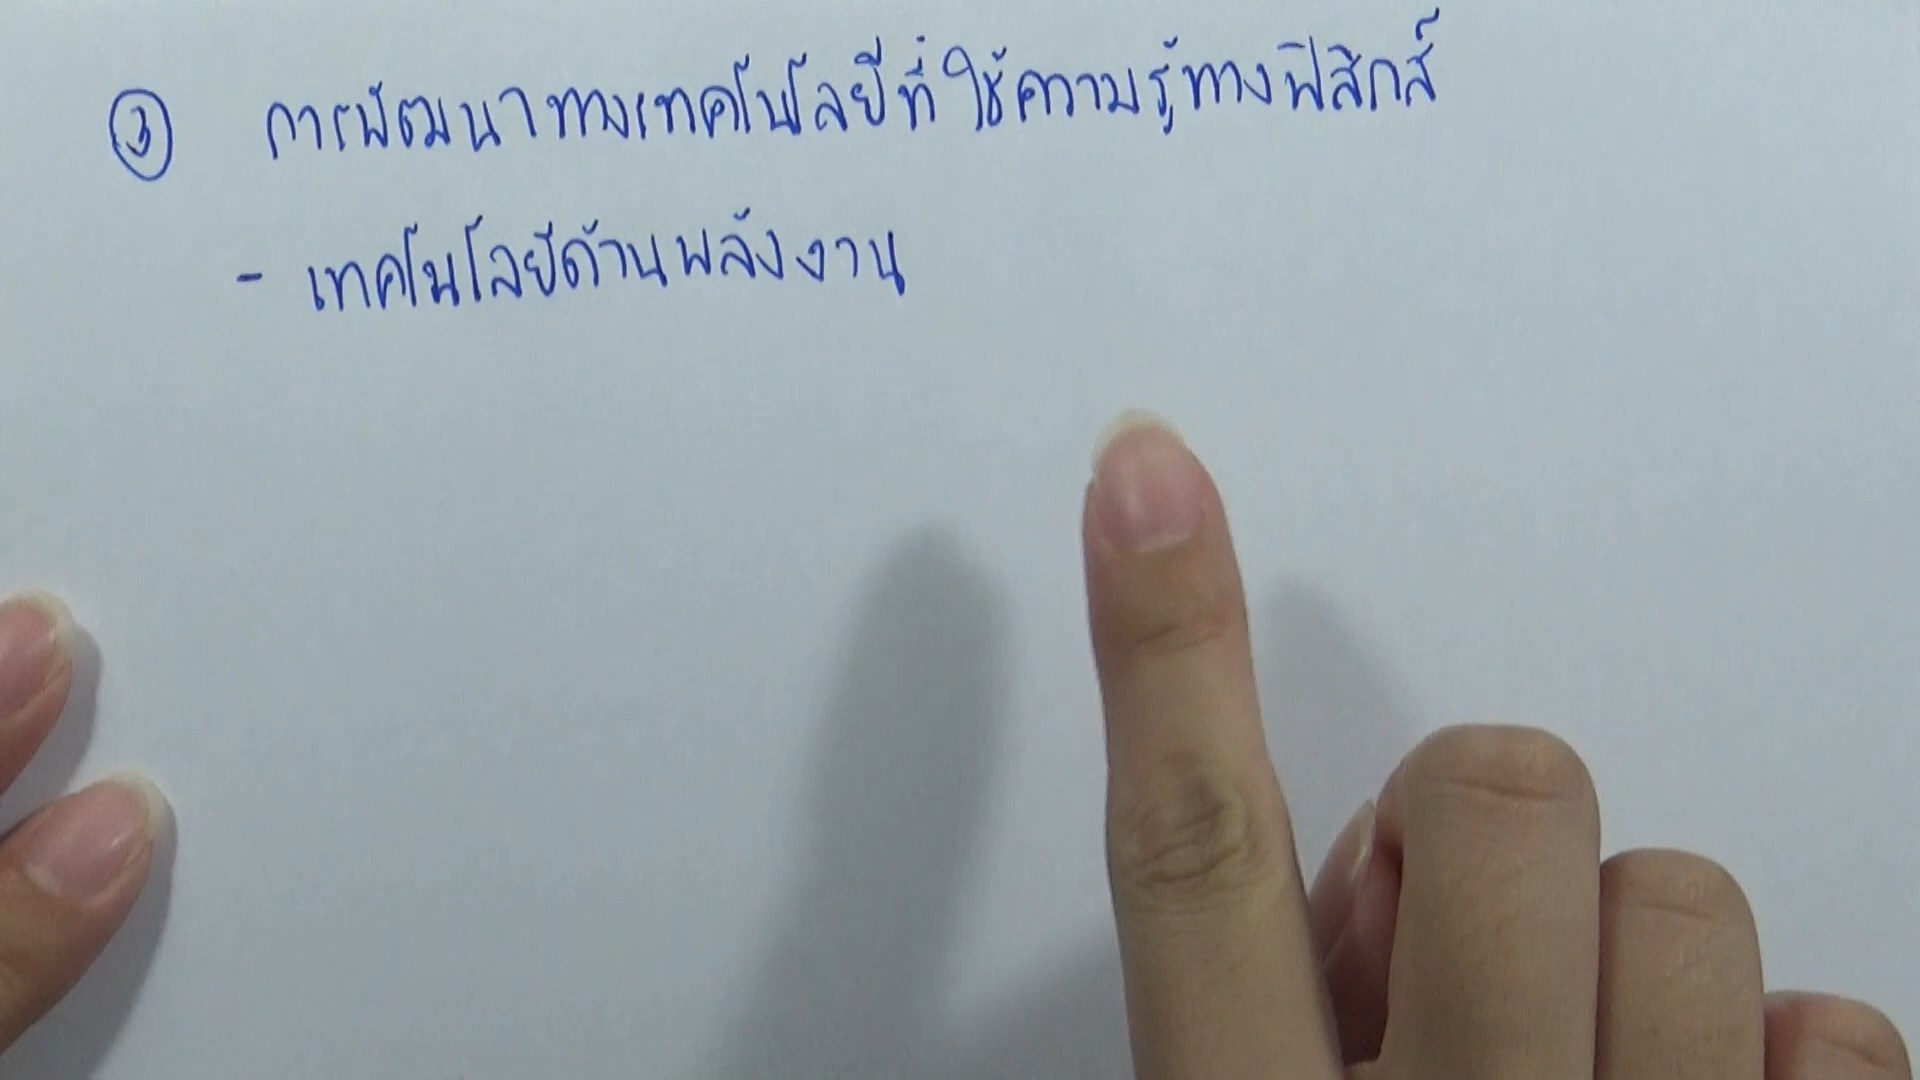 ③ การพัฒนาทางเทคโนโลยีที่ใช้ความรู้ทางฟิสิกส์
- เทคโนโลยีด้านพลังงาน